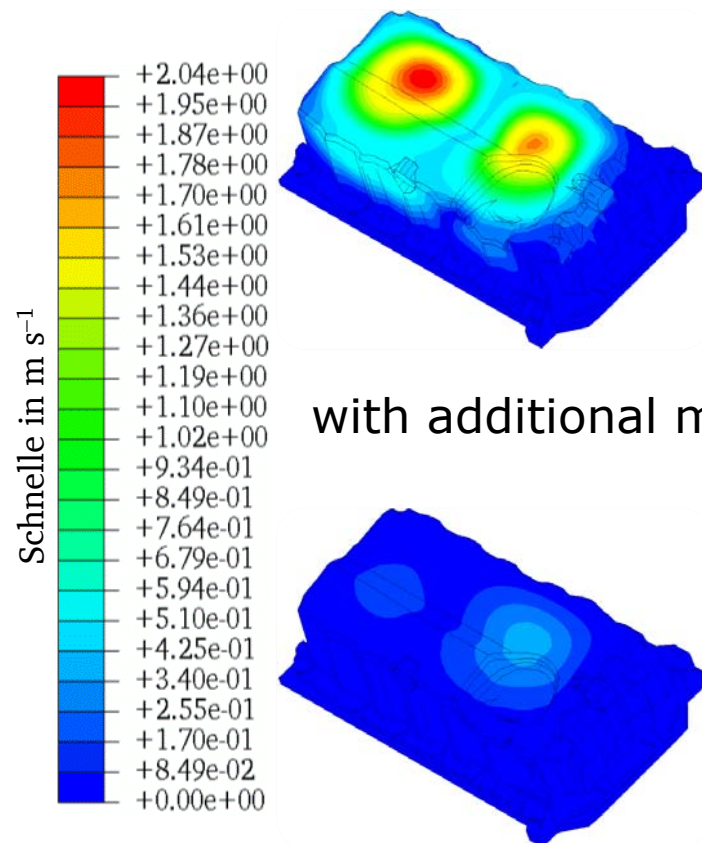 +2.04e+00
+1.95e+00
+1.87e+00
+1.78e+00
+1.70e+00
+1.61e+00
+1.53e+00
+1.44e+00
+1.36e+00
+1.27e+00
+1.19e+00
+1.10e+00
+1.02e+00
+9.34e-01
+8.49e-01
+7.64e-01
+6.79e-01
+5.94e-01
+5.10e-01
+4.25e-01
+3.40e-01
+2.55e-01
+1.70e-01
+8.49e-02
+0.00e+00
Schnelle in m s⁻¹
with additional m